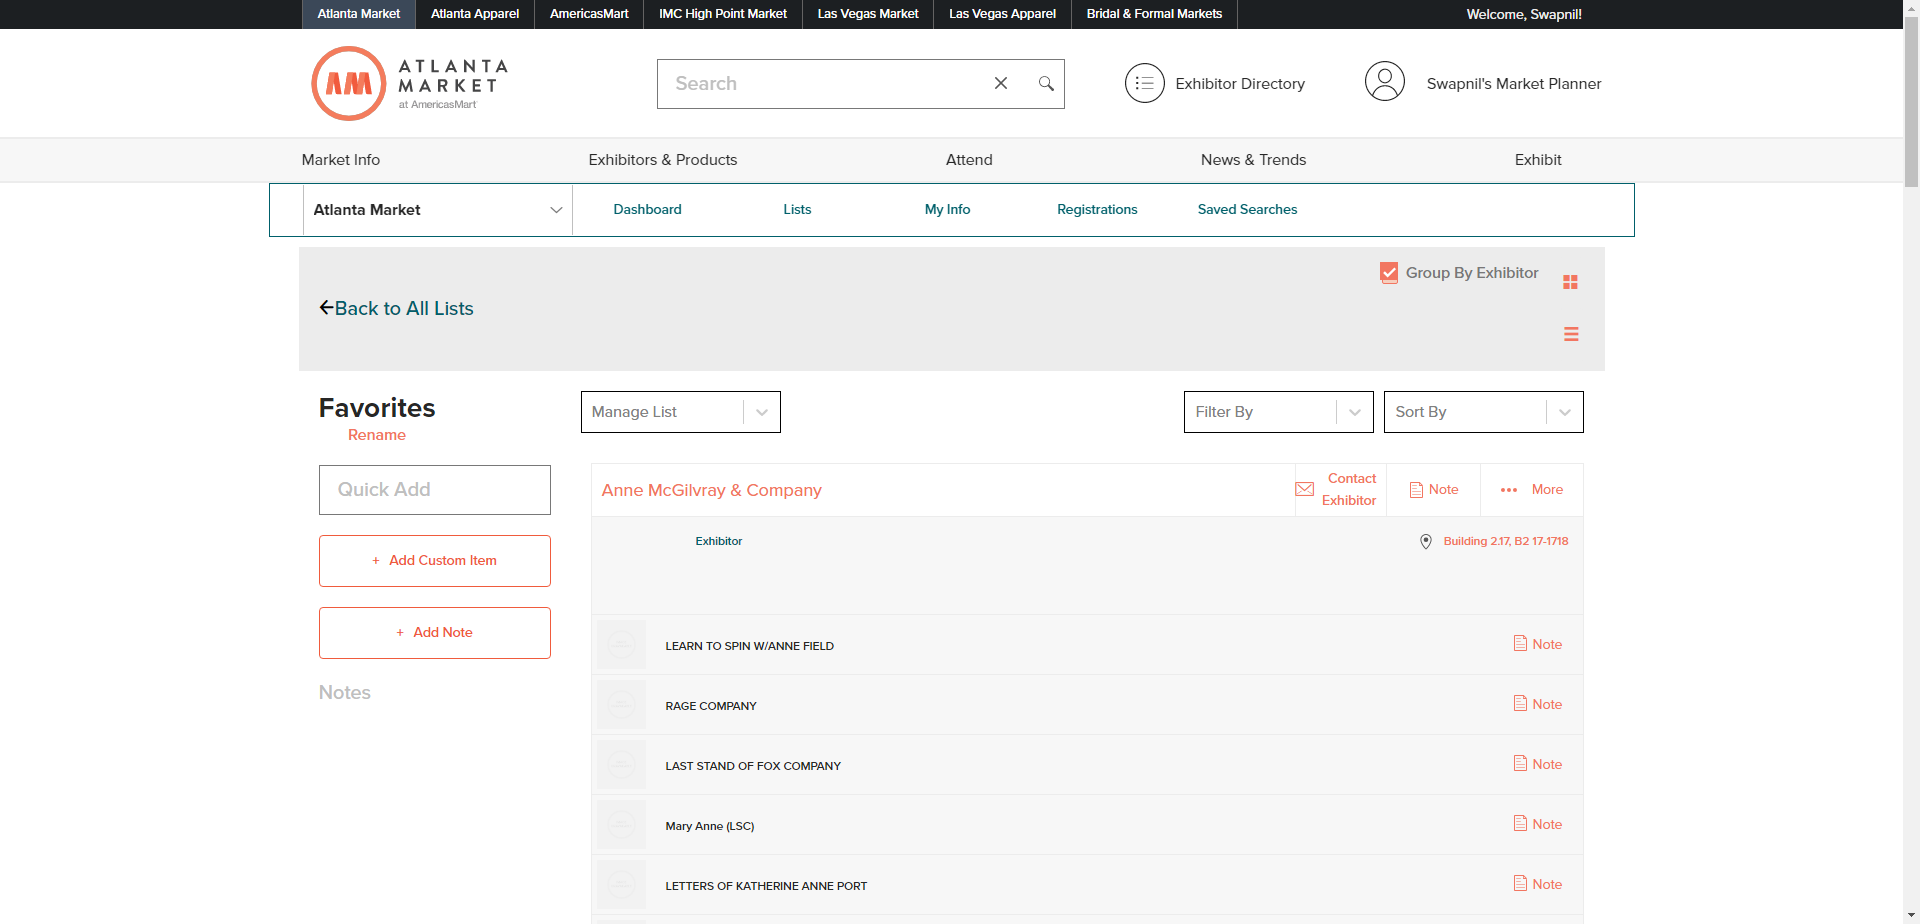 Atlanta Market
Atlanta Apparel
AmericasMart
IMC High Point Market
Las Vegas Market
Las Vegas Apparel
Bridal & Formal Markets
Welcome, Swapnil!
AM
ATLANTA
MARKET
at AmericasMart
Search
Exhibitor Directory
Swapnil's Market Planner
Market Info
Exhibitors & Products
Attend
News & Trends
Exhibit
Atlanta Market
Dashboard
Lists
My Info
Registrations
Saved Searches
Group By Exhibitor
Back to All Lists
Favorites
Rename
Manage List
Filter By
Sort By
Quick Add
+ Add Custom Item
+ Add Note
Notes
Anne McGilvray & Company
Contact
Exhibitor
Note
More
Exhibitor
Building 2.17, B2 17-1718
LEARN TO SPIN W/ANNE FIELD
Note
RAGE COMPANY
Note
LAST STAND OF FOX COMPANY
Note
Mary Anne (LSC)
Note
LETTERS OF KATHERINE ANNE PORT
Note